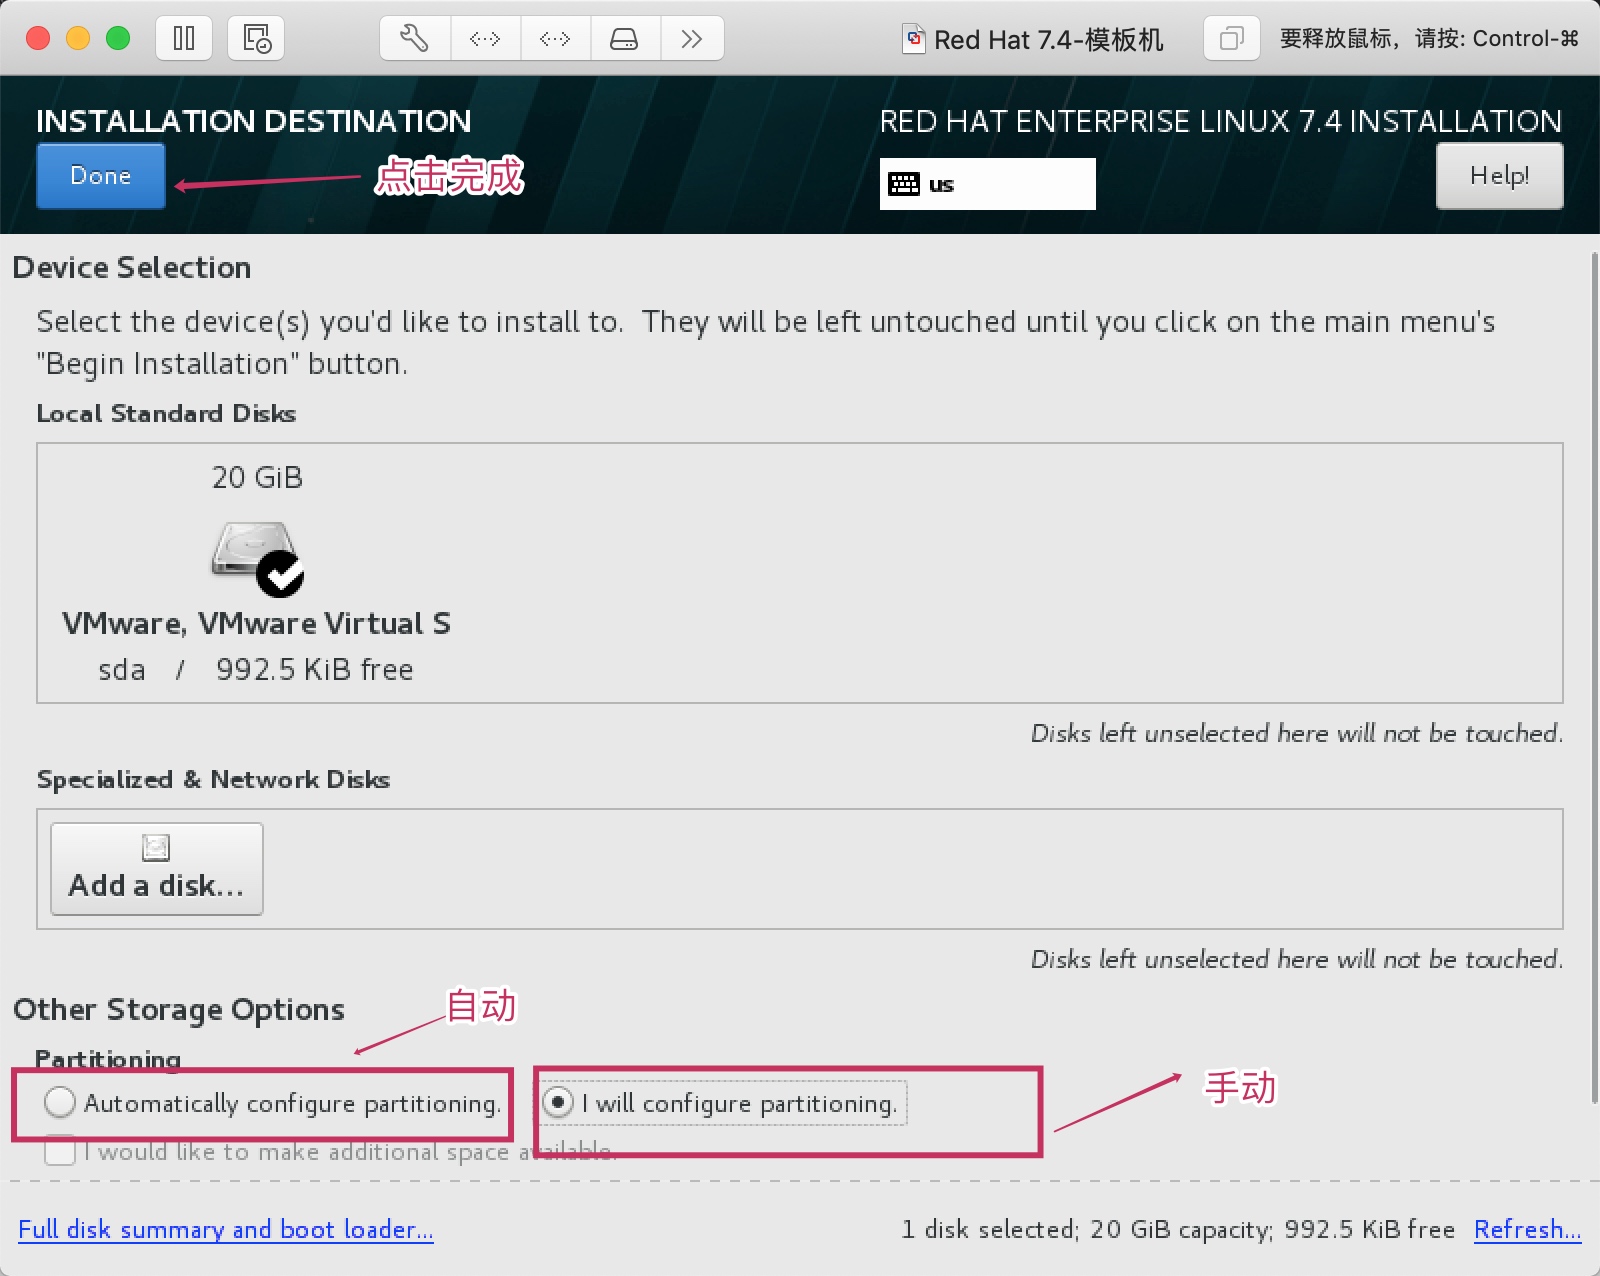 Red Hat 7.4-模板机
要释放鼠标，请按: Control-⌘
INSTALLATION DESTINATION
RED HAT ENTERPRISE LINUX 7.4 INSTALLATION
Done
点击完成
us
Help!
Device Selection
Select the device(s) you'd like to install to.  They will be left untouched until you click on the main menu's
"Begin Installation" button.
Local Standard Disks
20 GiB
VMware, VMware Virtual S
sda / 992.5 KiB free
Disks left unselected here will not be touched.
Specialized & Network Disks
Add a disk...
Disks left unselected here will not be touched.
Other Storage Options
自动
Partitioning
Automatically configure partitioning.
I will configure partitioning.
手动
I would like to make additional space available.
Full disk summary and boot loader...
1 disk selected; 20 GiB capacity; 992.5 KiB free
Refresh...